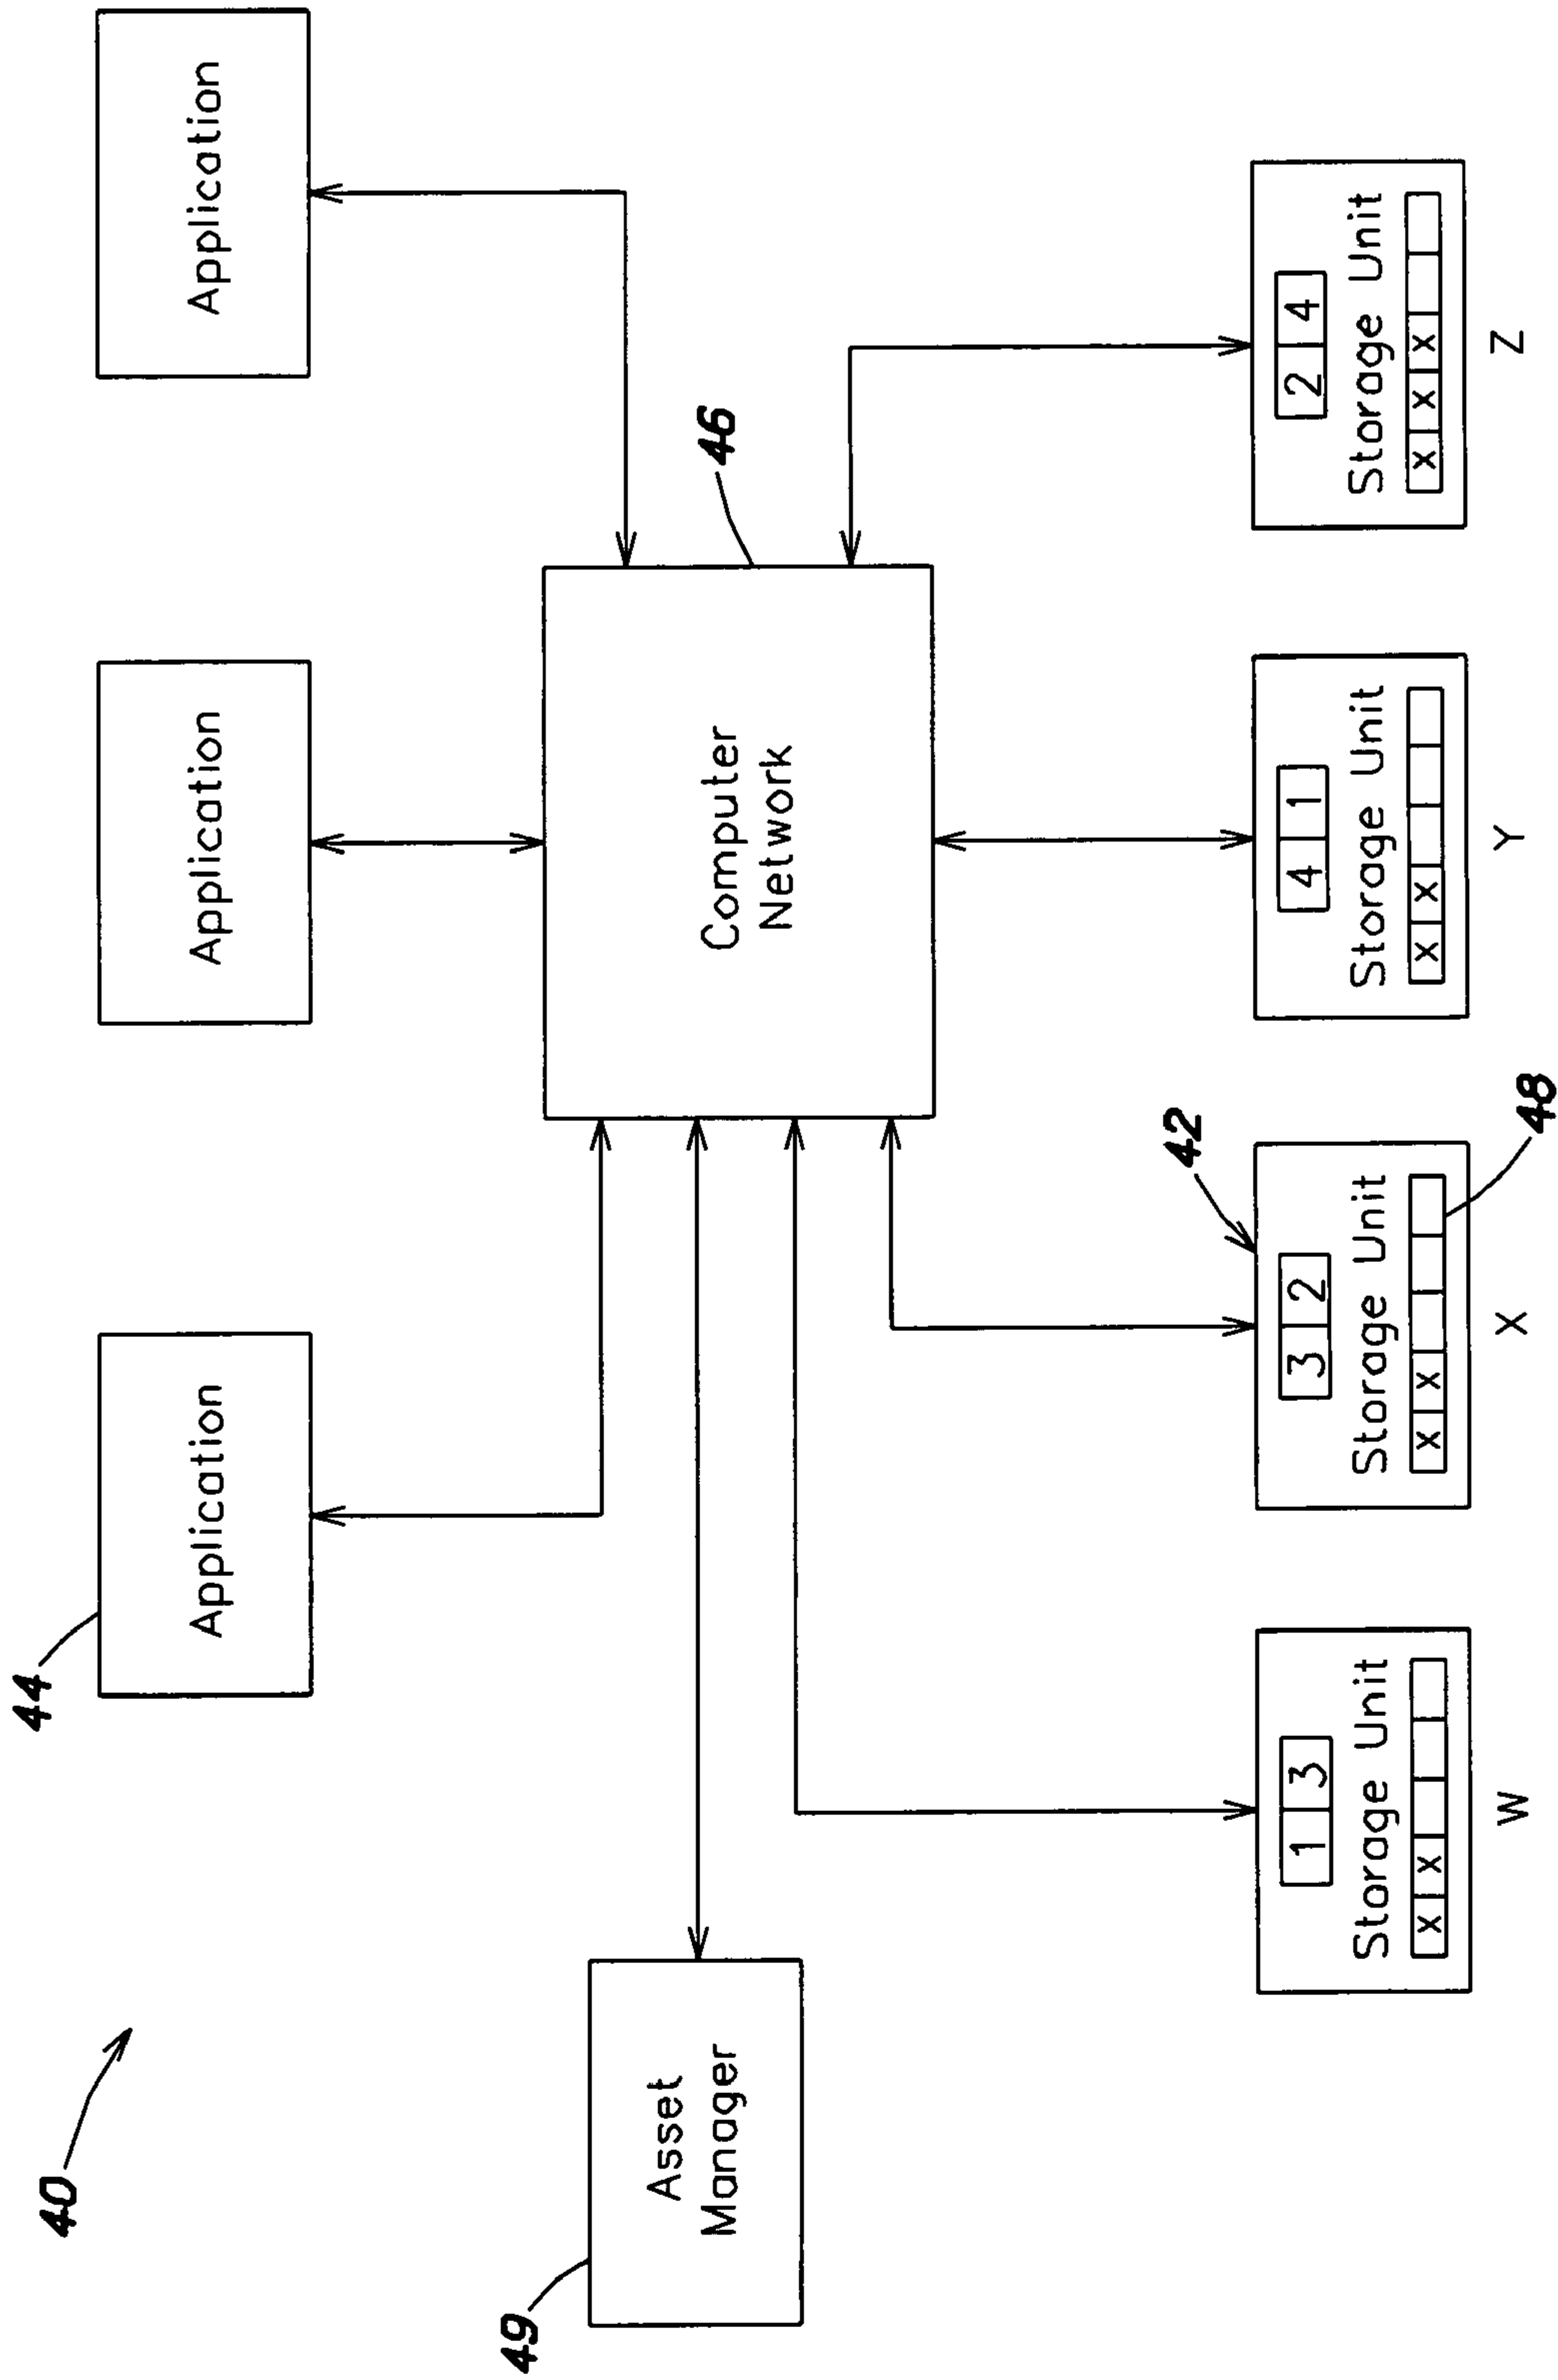 40
44
Application
Application
Application
49
Asset
Manager
Computer
Network
46
42
1 3
Storage Unit
x x
W
3 2
Storage Unit
x x
X
48
4 1
Storage Unit
x x
Y
2 4
Storage Unit
x x x
Z